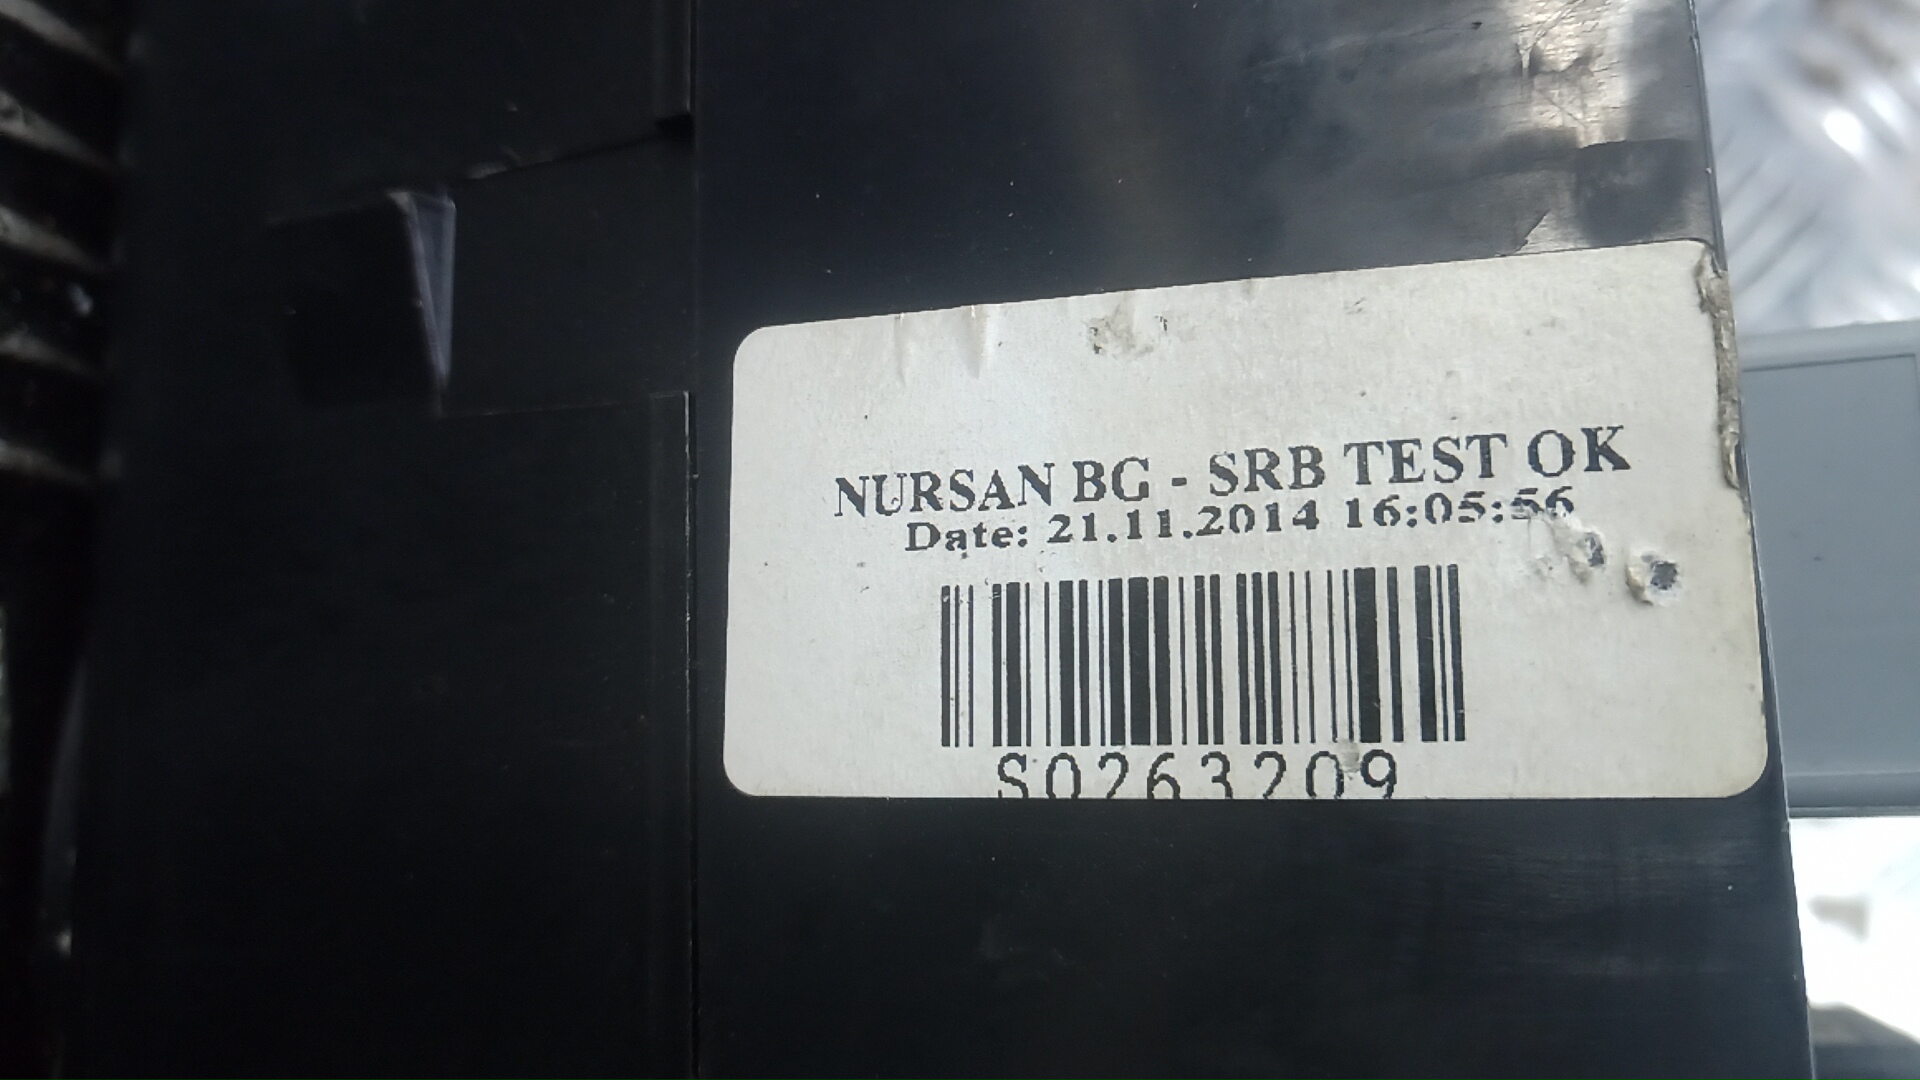 NURSAN BG - SRB TEST OK
Date: 21.11.2014 16:05:56
S0263209